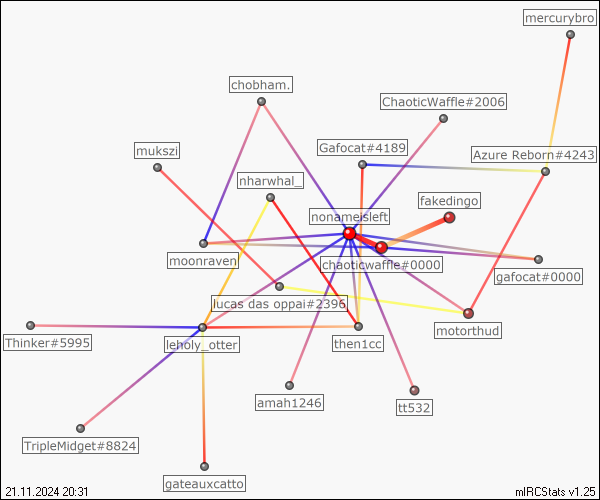 mercurybro
chobham.
ChaoticWaffle#2006
Gafocat#4189
mukszi
Azure Reborn#4243
nharwhal_
fakedingo
nonameisleft
moonraven
chaoticwaffle#0000
gafocat#0000
lucas das oppai#2396
motorthud
Thinker#5995
leholy_otter
then1cc
amah1246
tt532
TripleMidget#8824
gateauxcatto
21.11.2024 20:31
mIRCStats v1.25